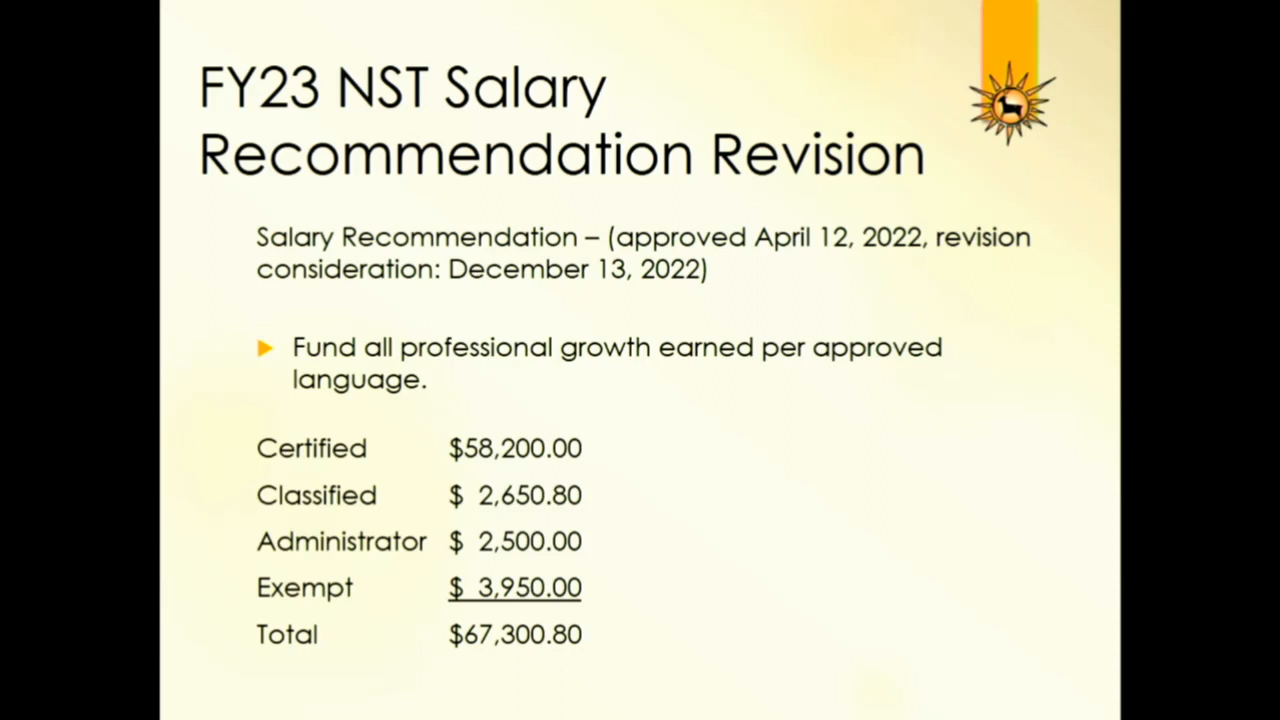 FY23 NST Salary
Recommendation Revision
Salary Recommendation – (approved April 12, 2022, revision
consideration: December 13, 2022)
Fund all professional growth earned per approved
language.
Certified $58,200.00
Classified $ 2,650.80
Administrator $ 2,500.00
Exempt $ 3,950.00
Total $67,300.80